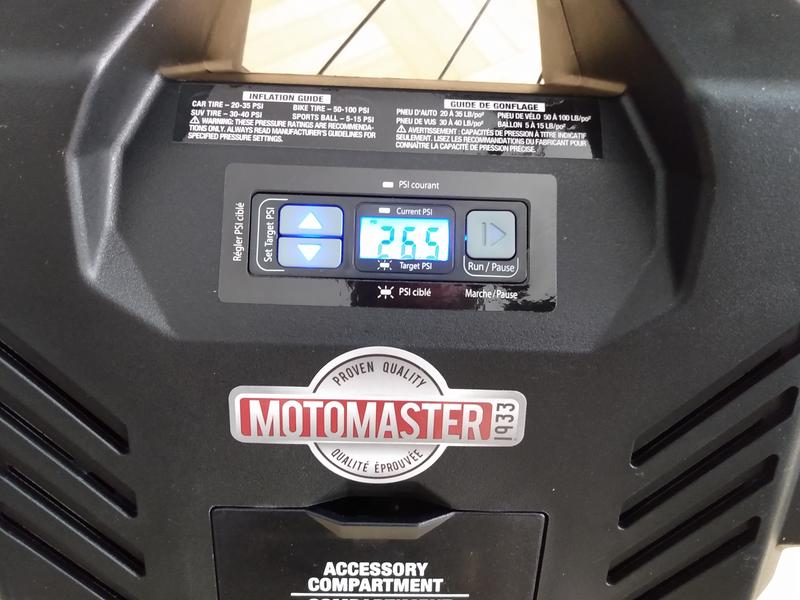 INFLATION GUIDE
CAR TIRE – 20-35 PSI BIKE TIRE – 50-100 PSI
SUV TIRE – 30-40 PSI SPORTS BALL – 5-15 PSI
WARNING: THESE PRESSURE RATINGS ARE RECOMMENDA-
TIONS ONLY. ALWAYS READ MANUFACTURER'S GUIDELINES FOR
SPECIFIED PRESSURE SETTINGS.
GUIDE DE GONFLAGE
PNEU D'AUTO 20 À 35 LB/po² PNEU DE VÉLO 50 À 100 LB/po²
PNEU DE VUS 30 À 40 LB/po² BALLON 5 À 15 LB/po²
AVERTISSEMENT : CAPACITÉS DE PRESSION À TITRE INDICATIF
SEULEMENT. LISEZ LES RECOMMANDATIONS DU FABRICANT POUR
CONNAÎTRE LA CAPACITÉ DE PRESSION PRÉCISE.
PSI courant
Régler PSI ciblé
Set Target PSI
Current PSI
26.5
Target PSI
Run / Pause
PSI ciblé
Marche/Pause
PROVEN QUALITY
MOTOMASTER
1933
QUALITÉ ÉPROUVÉE
ACCESSORY
COMPARTMENT